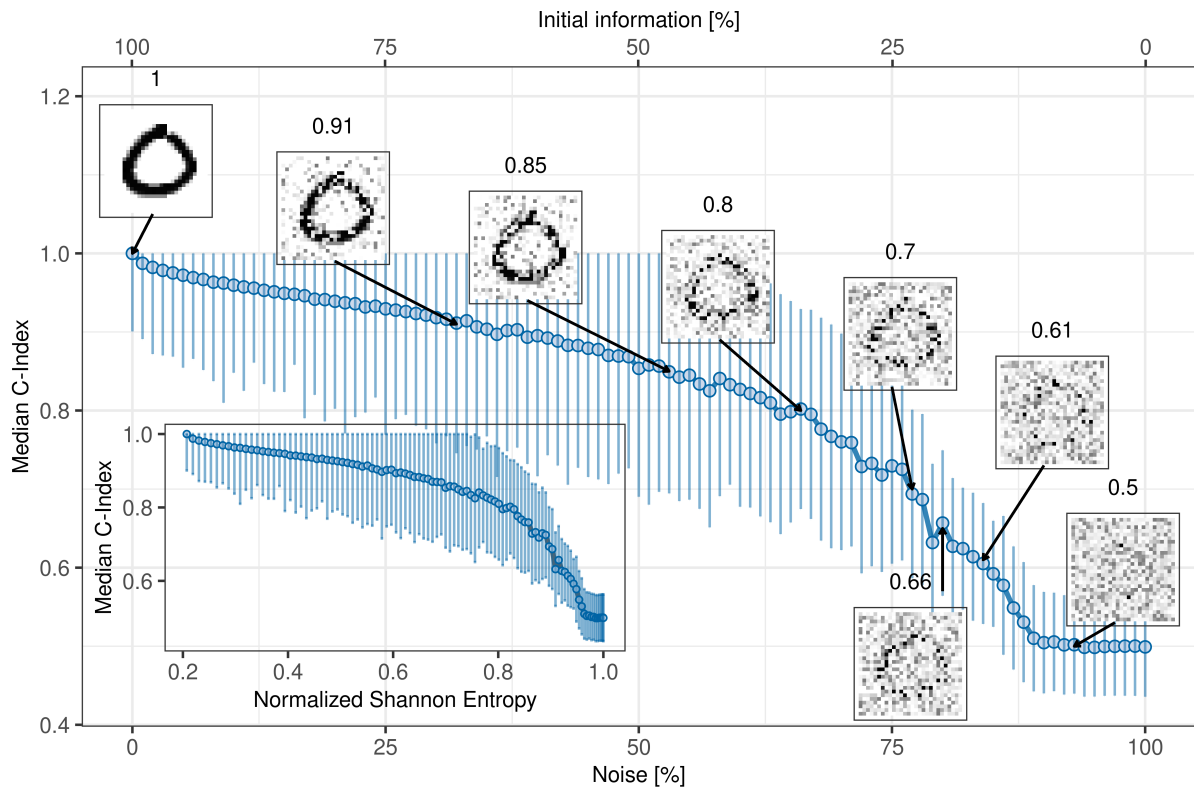 Initial information [%]
100 75 50 25 0
1
0.91
0.85
0.8
0.7
0.61
0.5
0.66
Median C-Index
1.2
1.0
0.8
0.6
0.4
Median C-Index
1.0
0.8
0.6
0.2 0.4 0.6 0.8 1.0
Normalized Shannon Entropy
0 25 50 75 100
Noise [%]